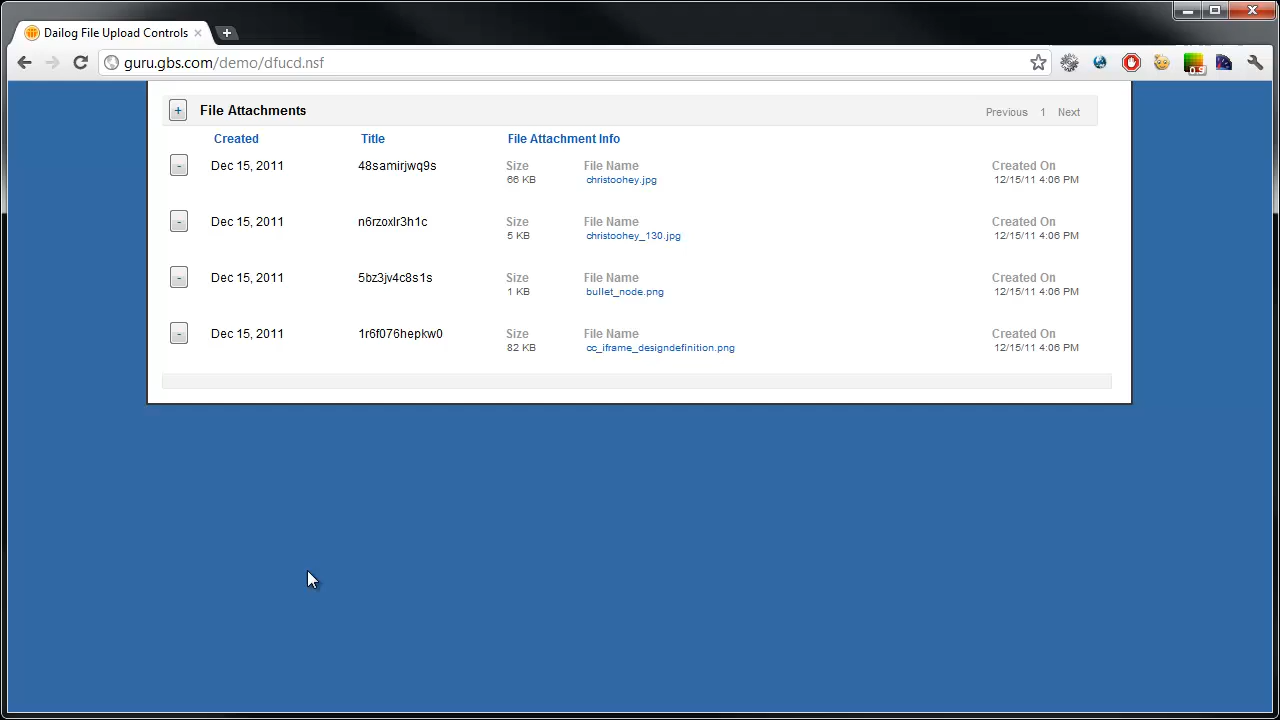 Dailog File Upload Controls
guru.gbs.com/demo/dfucd.nsf
0.9
+ File Attachments Previous 1 Next
Created Title File Attachment Info
- Dec 15, 2011 48samirjwq9s Size File Name Created On
66 KB christoohey.jpg 12/15/11 4:06 PM
- Dec 15, 2011 n6rzoxlr3h1c Size File Name Created On
5 KB christoohey_130.jpg 12/15/11 4:06 PM
- Dec 15, 2011 5bz3jv4c8s1s Size File Name Created On
1 KB bullet_node.png 12/15/11 4:06 PM
- Dec 15, 2011 1r6f076hepkw0 Size File Name Created On
82 KB cc_iframe_designdefinition.png 12/15/11 4:06 PM